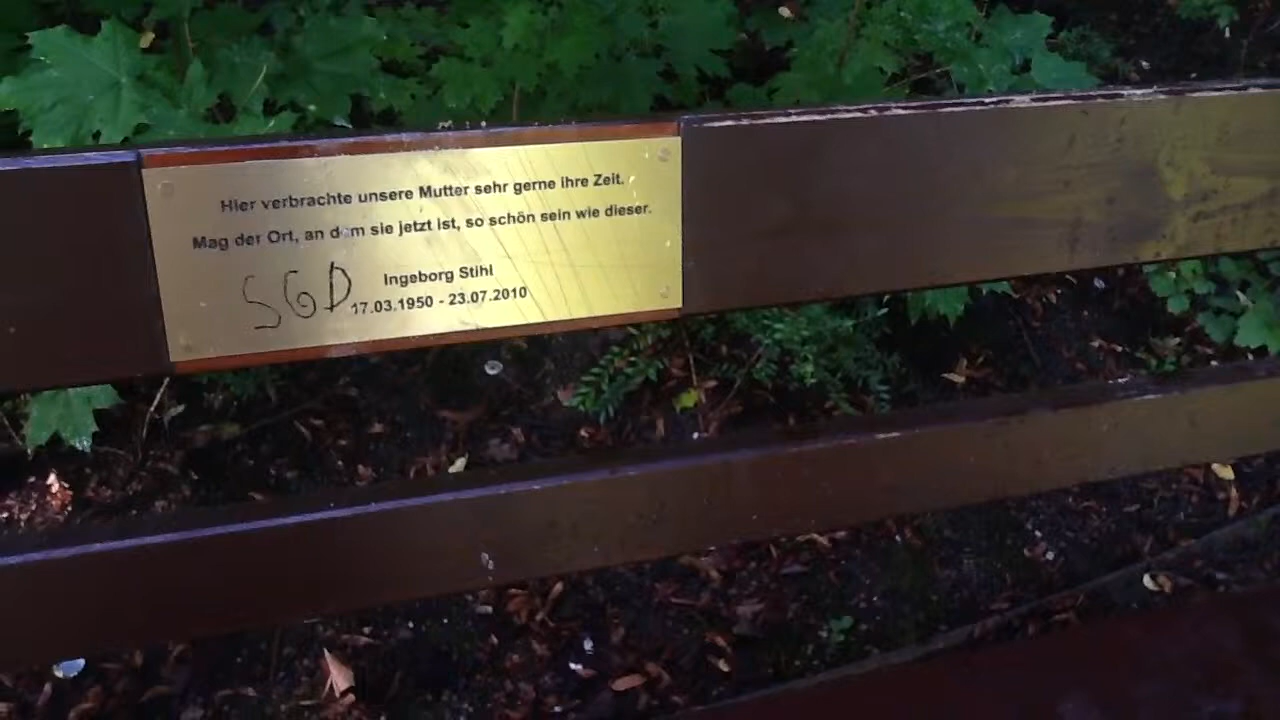 Hier verbrachte unsere Mutter sehr gerne ihre Zeit.
Mag der Ort, an dem sie jetzt ist, so schön sein wie dieser.
Ingeborg Stihl
SGD
17.03.1950 - 23.07.2010